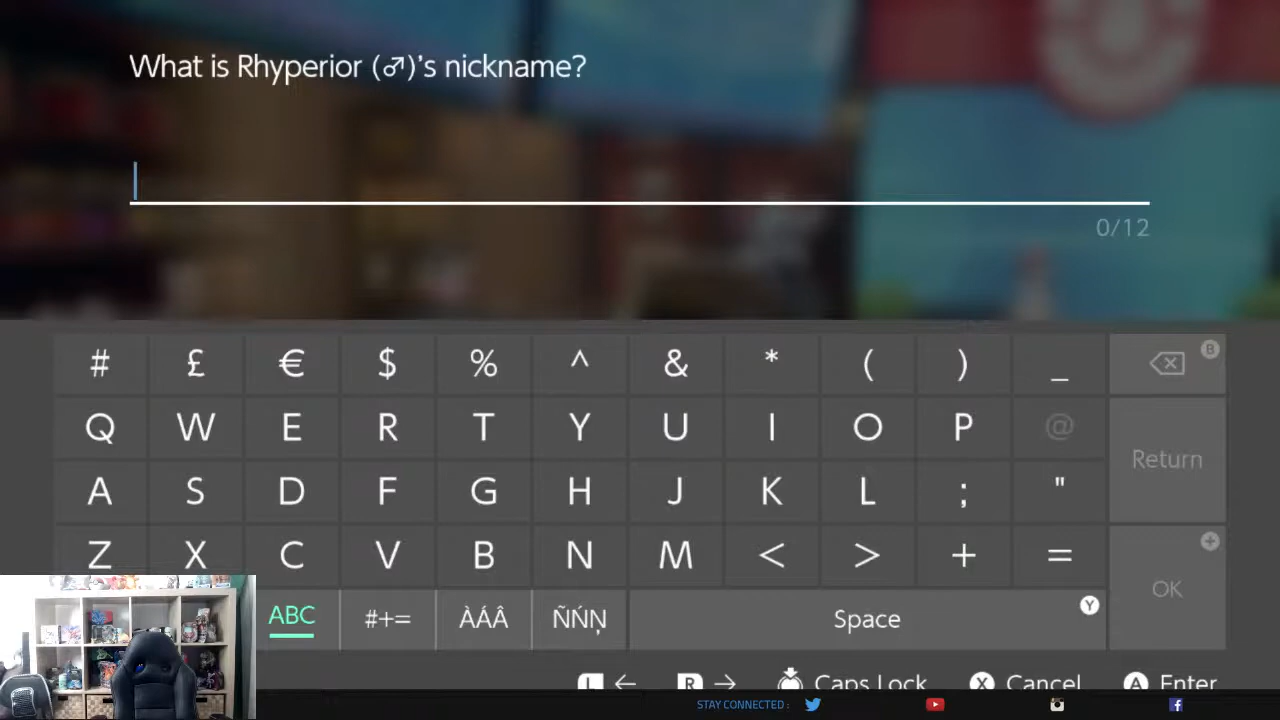 What is Rhyperior (♂)'s nickname?
0/12
# £ € $ % ^ & * ( ) _ B
Q W E R T Y U I O P @
Return
A S D F G H J K L ; "
Z X C V B N M < > + = +
OK
ABC #+= ÀÁÂ ÑŃŅ Space Y
L ← R → Caps Lock X Cancel A Enter
STAY CONNECTED :